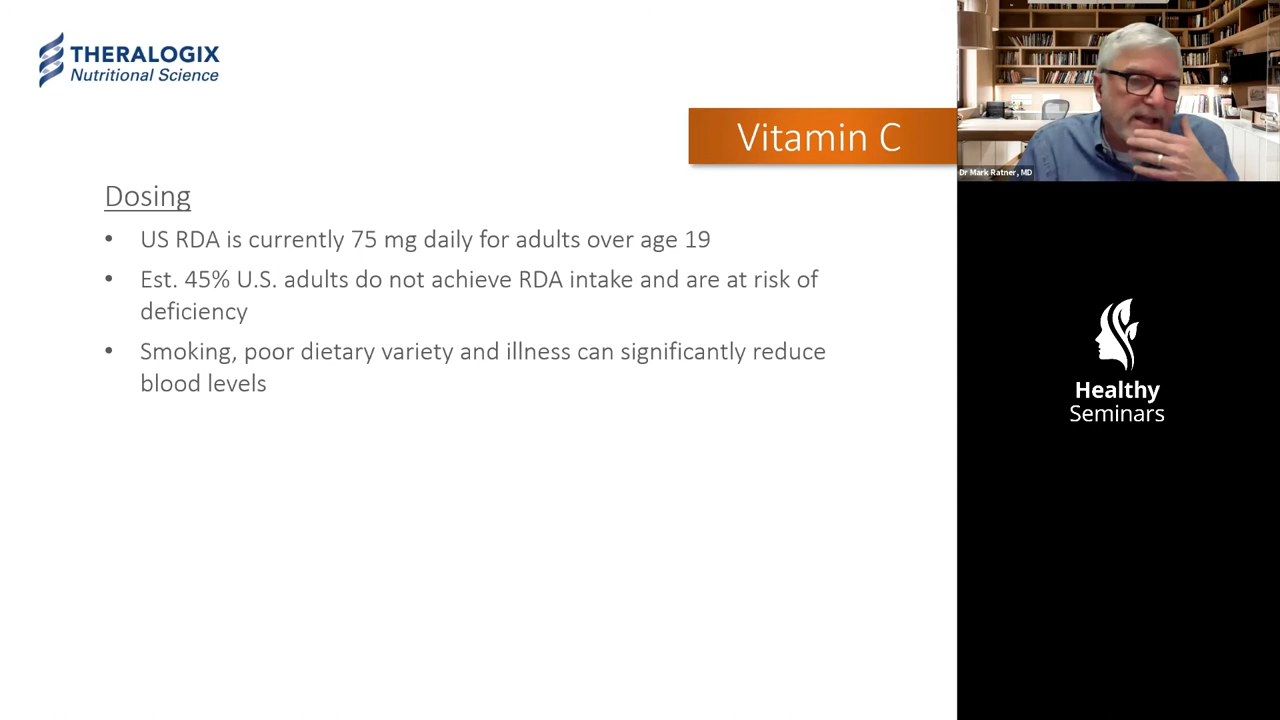 THERALOGIX
Nutritional Science
Vitamin C
Dr Mark Ratner, MD
Dosing
• US RDA is currently 75 mg daily for adults over age 19
• Est. 45% U.S. adults do not achieve RDA intake and are at risk of
deficiency
• Smoking, poor dietary variety and illness can significantly reduce
blood levels
Healthy
Seminars